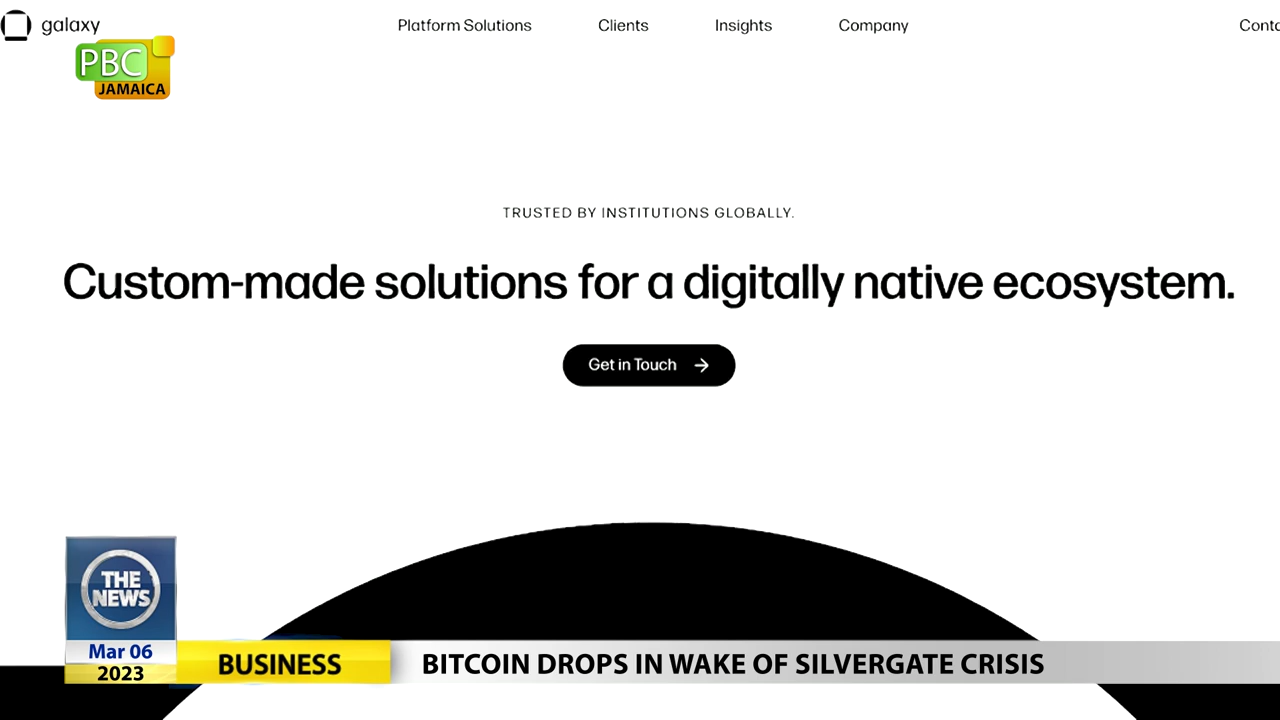 galaxy
Platform Solutions
Clients
Insights
Company
Conta
PBC
JAMAICA
TRUSTED BY INSTITUTIONS GLOBALLY.
Custom-made solutions for a digitally native ecosystem.
Get in Touch
THE
NEWS
Mar 06
2023
BUSINESS
BITCOIN DROPS IN WAKE OF SILVERGATE CRISIS